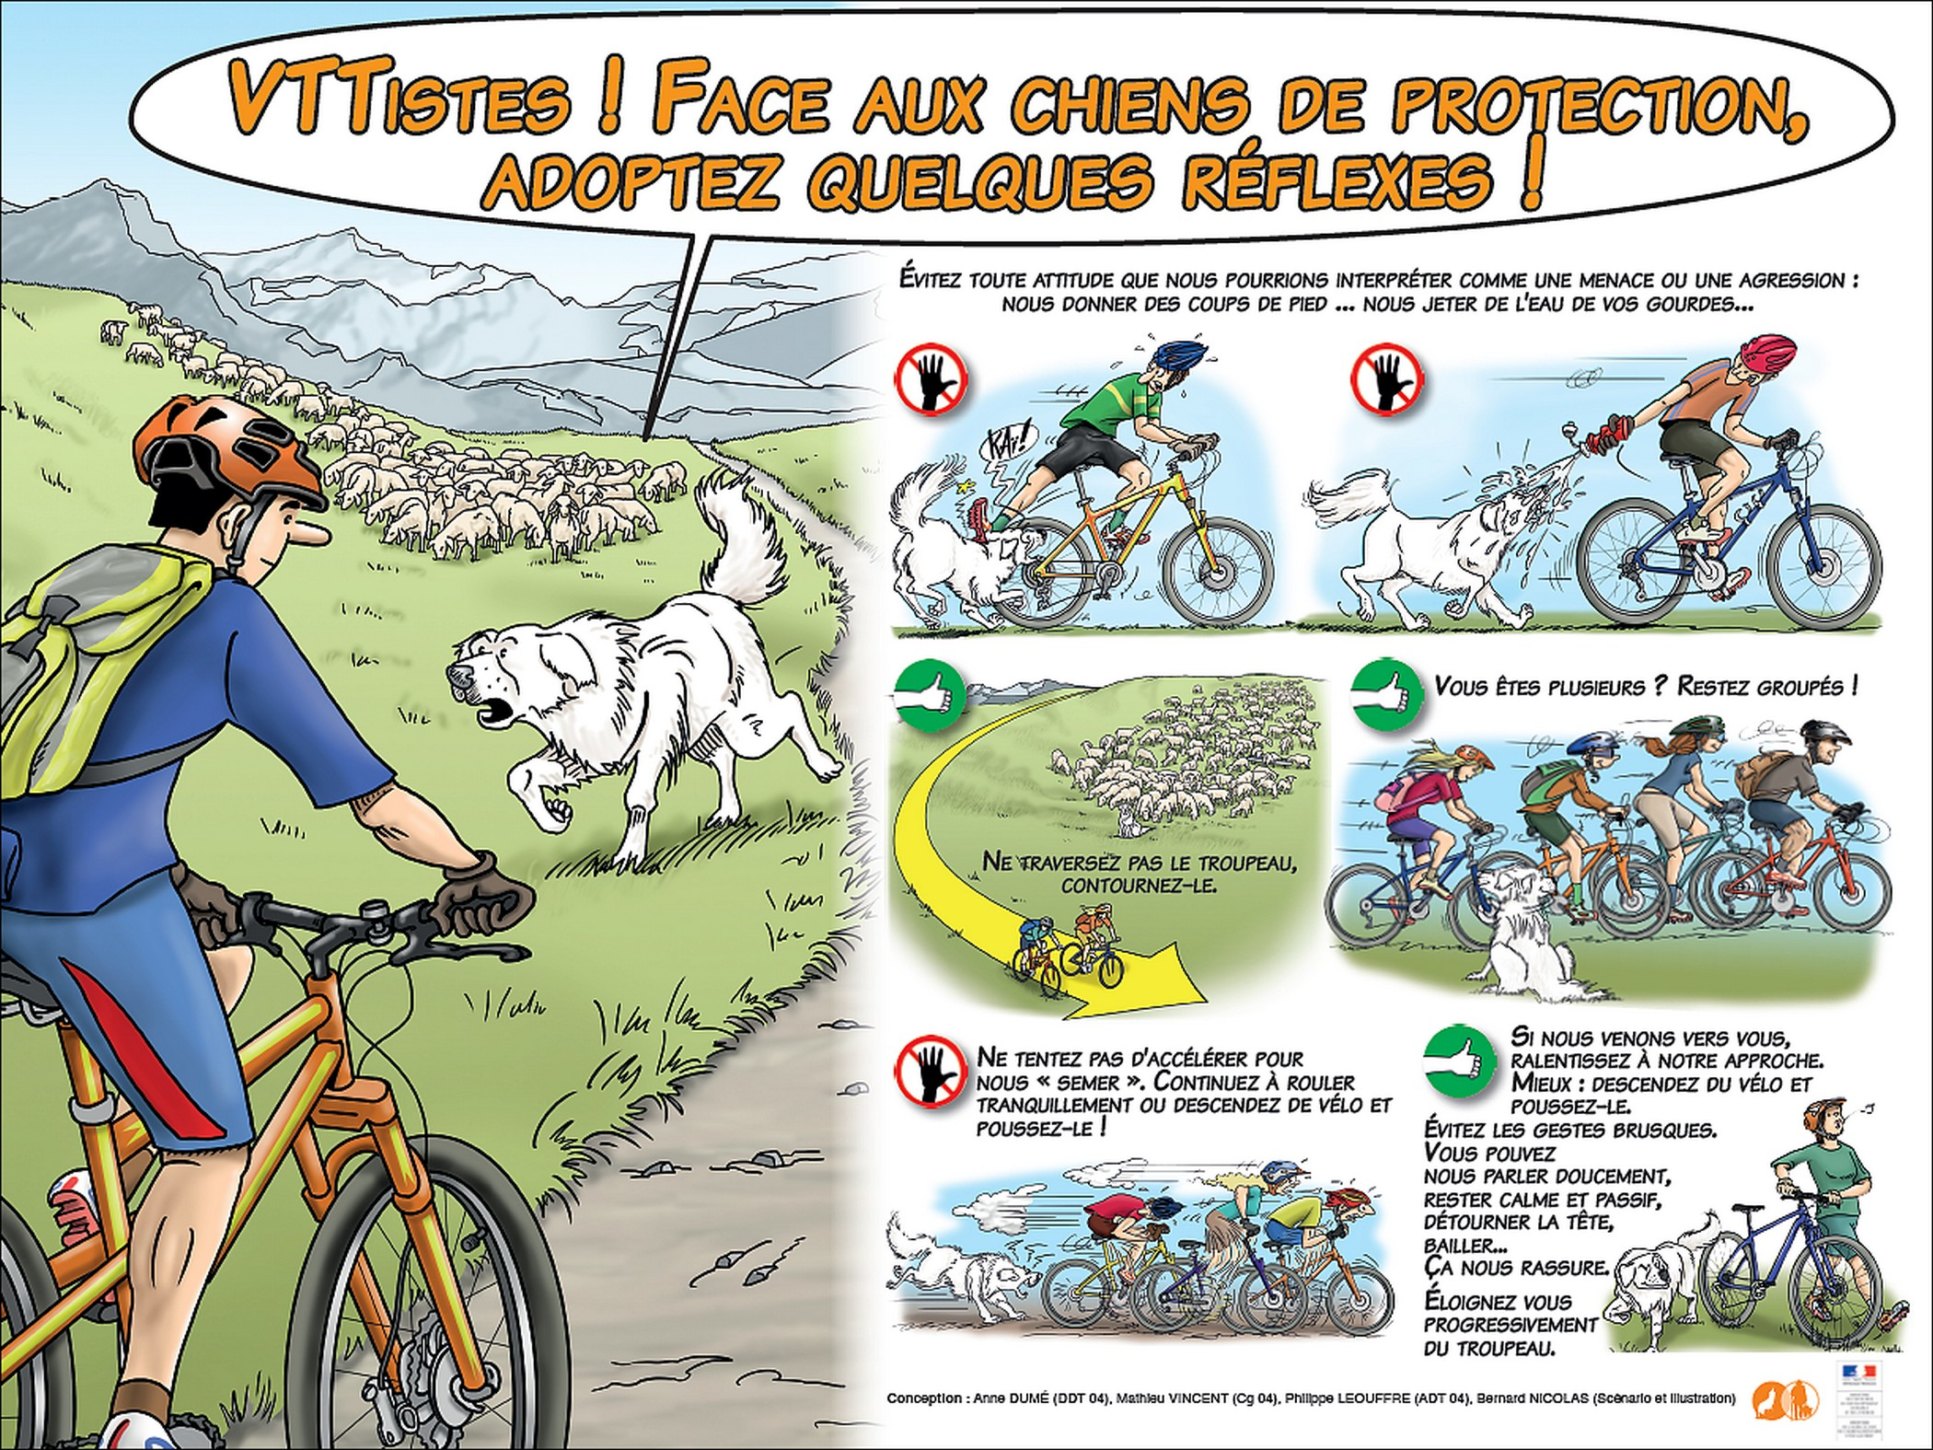 VTTistes ! Face aux chiens de protection,
adoptez quelques réflexes !
Évitez toute attitude que nous pourrions interpréter comme une menace ou une agression :
nous donner des coups de pied ... nous jeter de l'eau de vos gourdes...
Kaï !
Ne traversez pas le troupeau,
contournez-le.
Vous êtes plusieurs ? Restez groupés !
Ne tentez pas d'accélérer pour
nous « semer ». Continuez à rouler
tranquillement ou descendez de vélo et
poussez-le !
Si nous venons vers vous,
ralentissez à notre approche.
Mieux : descendez du vélo et
poussez-le.
Évitez les gestes brusques.
Vous pouvez
nous parler doucement,
rester calme et passif,
détourner la tête,
bailler...
Ça nous rassure.
Éloignez vous
progressivement
du troupeau.
Conception : Anne DUMÉ (DDT 04), Mathieu VINCENT (Cg 04), Philippe LEOUFFRE (ADT 04), Bernard NICOLAS (Scénario et Illustration)